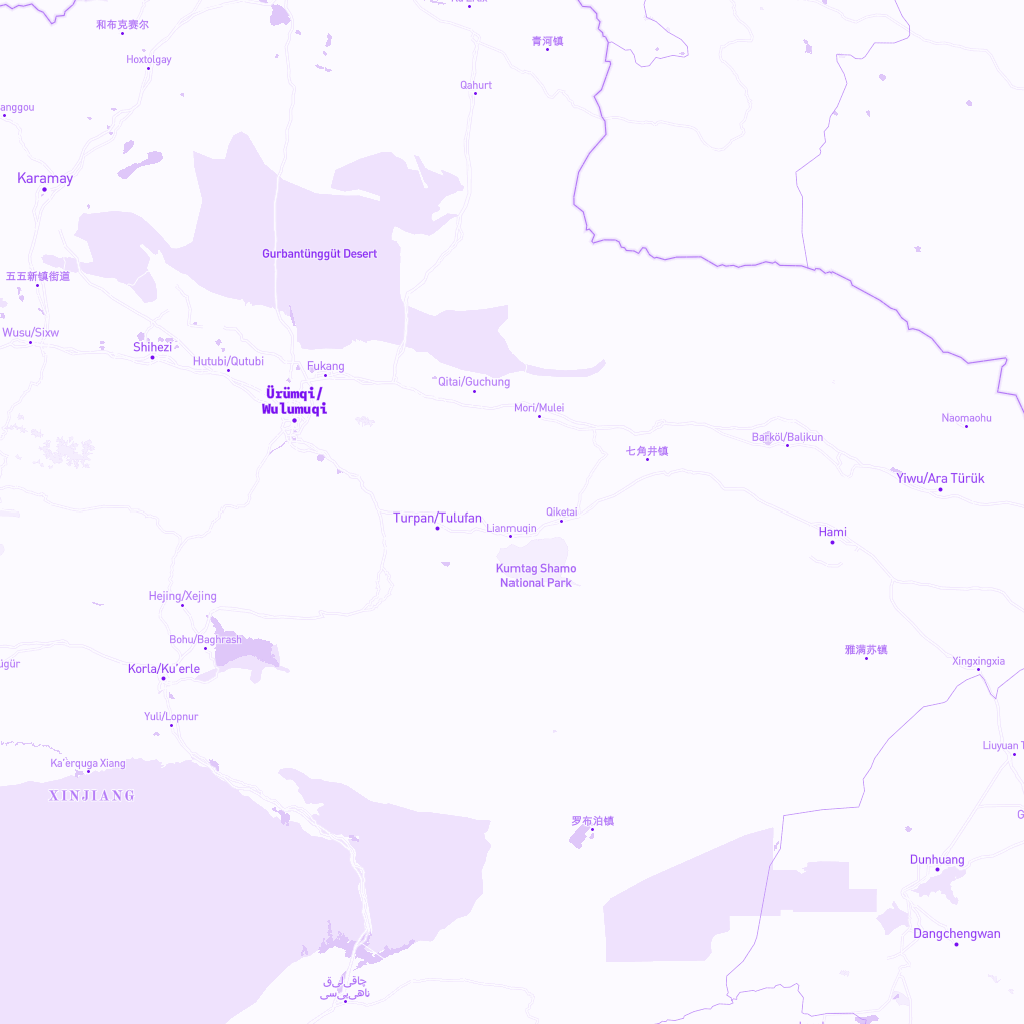 和布克赛尔
青河镇
Hoxtolgay
Qahurt
anggou
Karamay
Gurbantünggüt Desert
五五新镇街道
Wusu/Sixw
Shihezi
Hutubi/Qutubi
Fukang
Qitai/Guchung
Ürümqi/
Wulumuqi
Mori/Mulei
Naomaohu
Barköl/Balikun
七角井镇
Yiwu/Ara Türük
Turpan/Tulufan
Qiketai
Lianmuqin
Hami
Kumtag Shamo
National Park
Hejing/Xejing
Bohu/Baghrash
雅满苏镇
ügür
Korla/Ku'erle
Xingxingxia
Yuli/Lopnur
Liuyuan T
Ka'erquga Xiang
XINJIANG
罗布泊镇
G
Dunhuang
Dangchengwan
چاقىلىق
ناھىيىسى